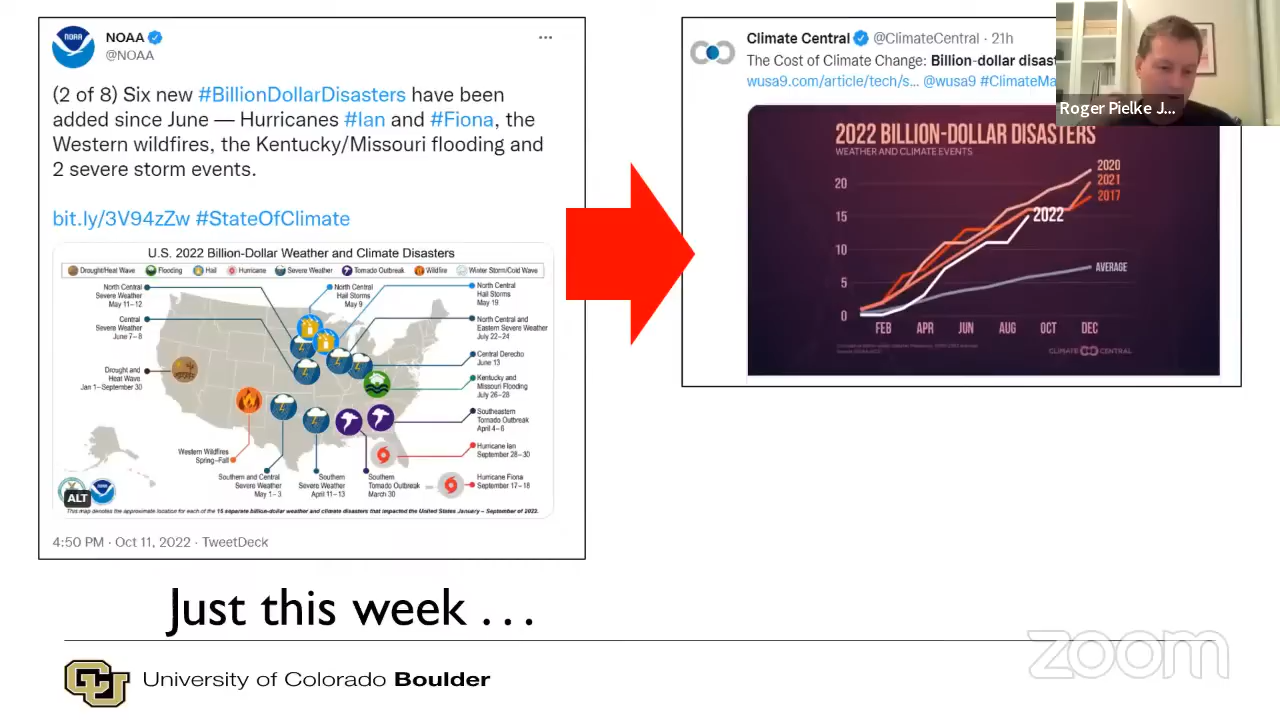 NOAA
@NOAA
(2 of 8) Six new #BillionDollarDisasters have been
added since June — Hurricanes #Ian and #Fiona, the
Western wildfires, the Kentucky/Missouri flooding and
2 severe storm events.
bit.ly/3V94zZw #StateOfClimate
U.S. 2022 Billion-Dollar Weather and Climate Disasters
Drought/Heat Wave Flooding Hail Hurricane Severe Weather Tornado Outbreak Wildfire Winter Storm/Cold Wave
North Central
Severe Weather
May 11–12
North Central
Hail Storms
May 9
North Central
Hail Storms
May 19
Central
Severe Weather
June 7–8
North Central and
Eastern Severe Weather
July 22–24
Central Derecho
June 13
Drought and
Heat Wave
Jan 1–September 30
Kentucky and
Missouri Flooding
July 26–28
Southeastern
Tornado Outbreak
April 4–6
Hurricane Ian
September 28–30
Western Wildfires
Spring–Fall
Southern and Central
Severe Weather
May 1–3
Southern
Severe Weather
April 11–13
Southern
Tornado Outbreak
March 30
Hurricane Fiona
September 17–18
ALT
This map denotes the approximate location for each of the 15 separate billion-dollar weather and climate disasters that impacted the United States January – September of 2022.
4:50 PM · Oct 11, 2022 · TweetDeck
Climate Central @ClimateCentral · 21h
The Cost of Climate Change: Billion-dollar disast
wusa9.com/article/tech/s... @wusa9 #ClimateMa
2022 BILLION-DOLLAR DISASTERS
WEATHER AND CLIMATE EVENTS
20
15
10
5
0
FEB APR JUN AUG OCT DEC
2020
2021
2017
2022
AVERAGE
CLIMATE CENTRAL
Roger Pielke J...
Just this week . . .
CU
University of Colorado Boulder
zoom